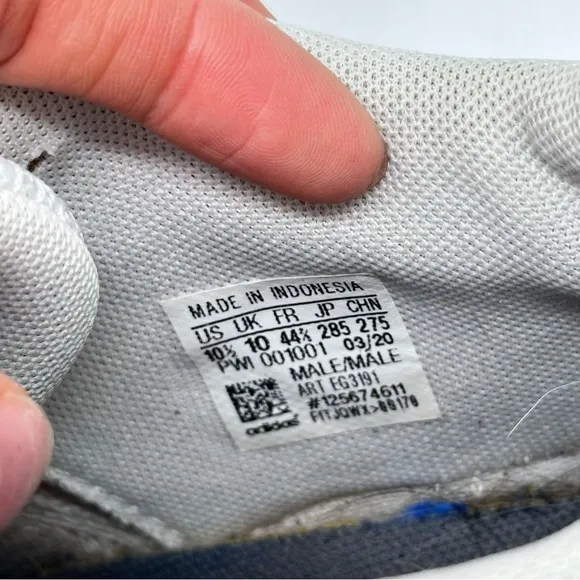 MADE IN INDONESIA
US UK FR JP CHN
10½ 10 44⅔ 285 275
PWI 001001 03/20
MALE/MALE
ART EG3191
#125674611
adidas